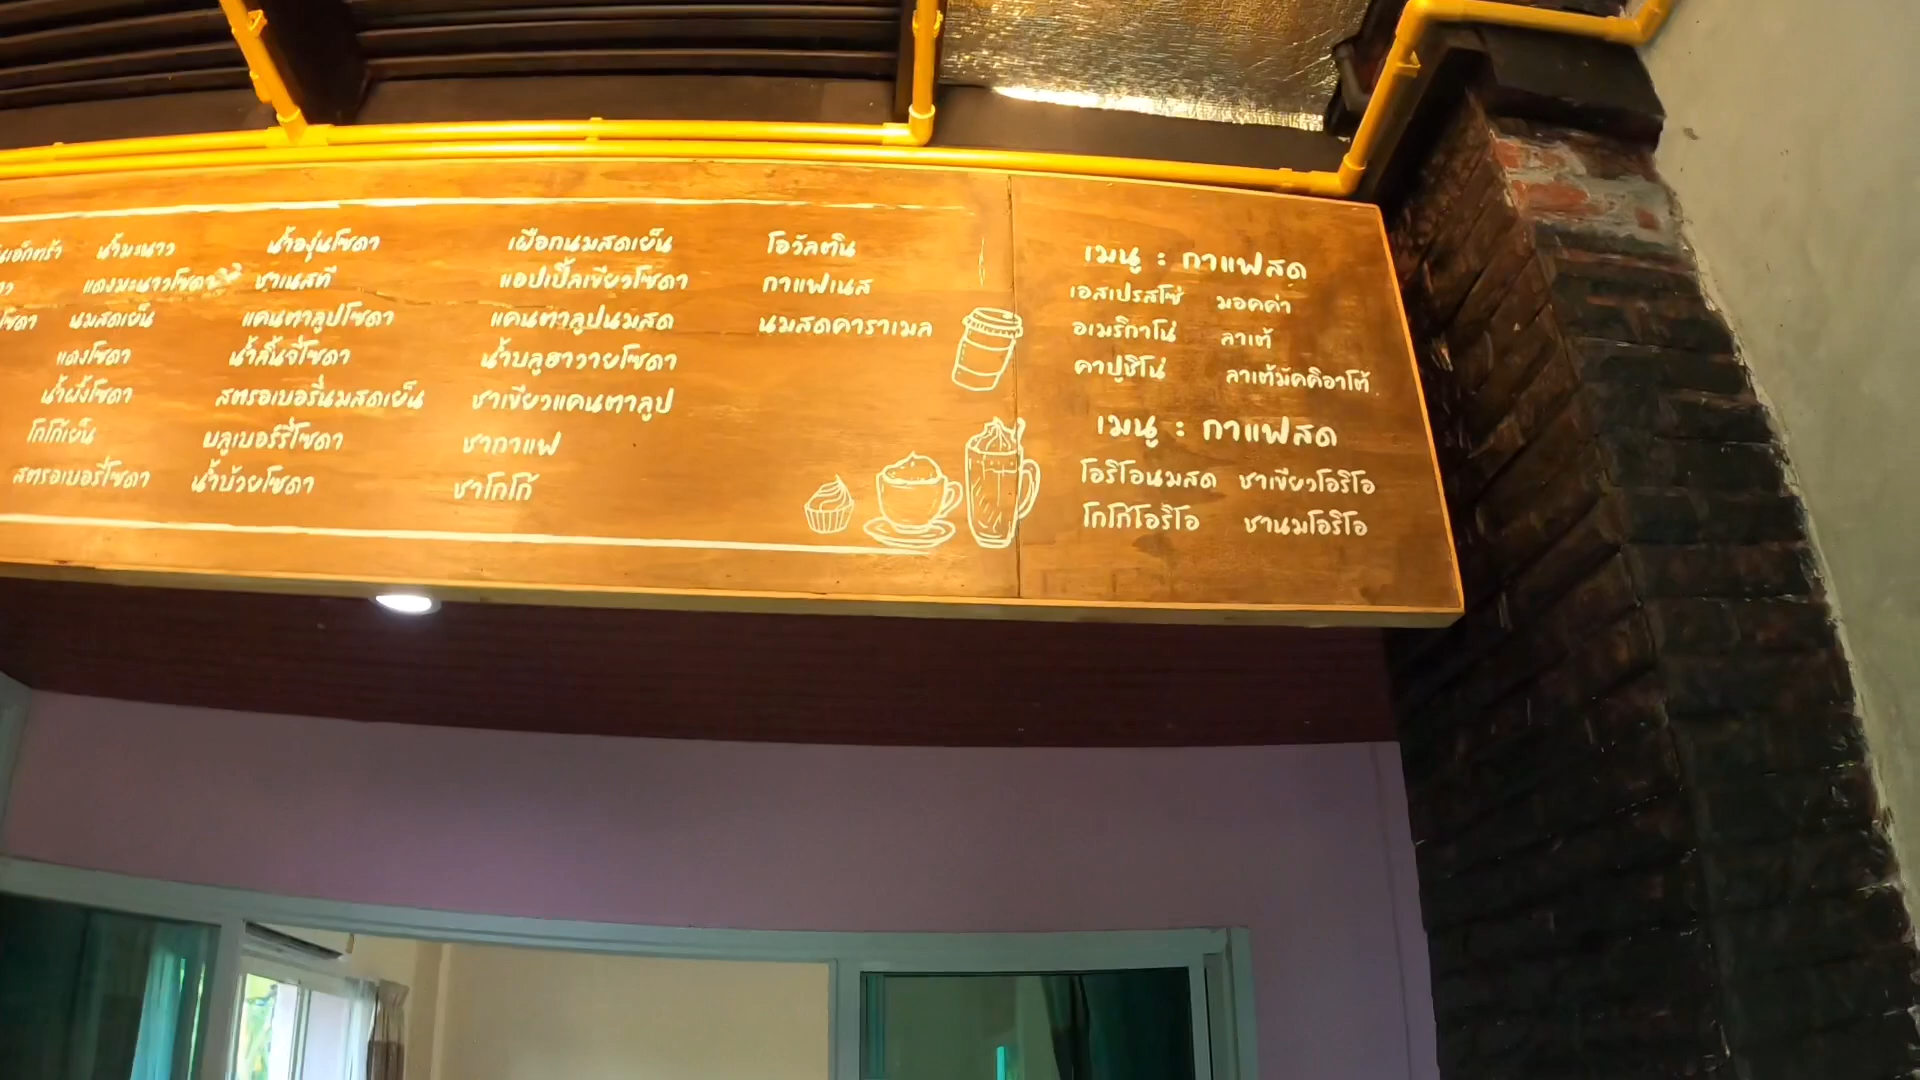 น้ำมะนาว
แดงมะนาวโซดา
นมสดเย็น
แดงโซดา
น้ำผึ้งโซดา
โกโก้เย็น
สตรอเบอรี่โซดา
น้ำองุ่นโซดา
ชาเนสที
แคนตาลูปโซดา
น้ำลิ้นจี่โซดา
สตรอเบอรี่นมสดเย็น
บลูเบอร์รี่โซดา
น้ำบ๊วยโซดา
เผือกนมสดเย็น
แอปเปิ้ลเขียวโซดา
แคนตาลูปนมสด
น้ำบลูฮาวายโซดา
ชาเขียวแคนตาลูป
ชากาแฟ
ชาโกโก้
โอวัลติน
กาแฟเนส
นมสดคาราเมล
เมนู : กาแฟสด
เอสเปรสโซ่ มอคค่า
อเมริกาโน่ ลาเต้
คาปูชิโน่ ลาเต้มัคคิอาโต้
เมนู : กาแฟสด
โอริโอนมสด ชาเขียวโอริโอ
โกโก้โอริโอ ชานมโอริโอ